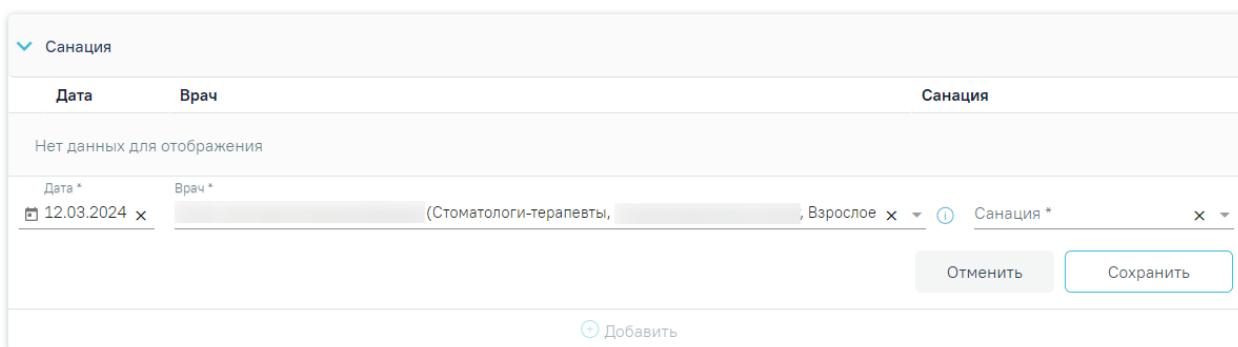 Санация
Дата Врач Санация
Нет данных для отображения
Дата * Врач *
12.03.2024 (Стоматологи-терапевты, , Взрослое Санация *
Отменить Сохранить
Добавить